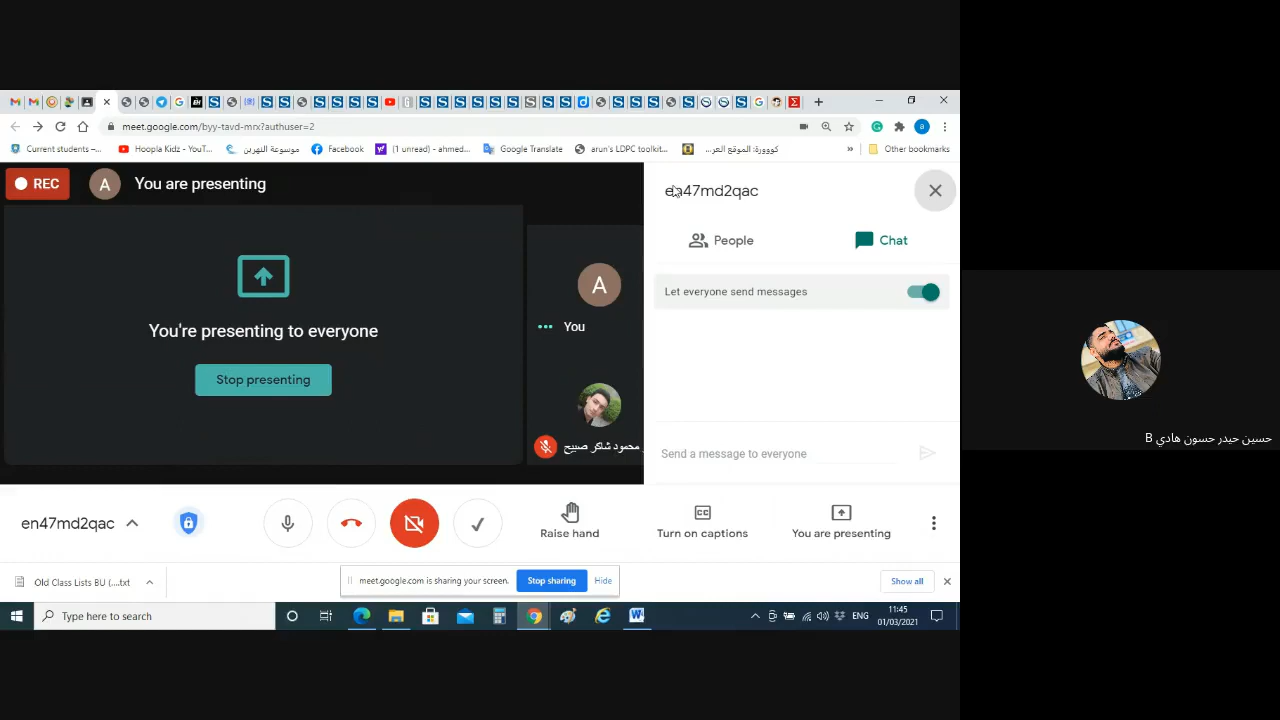 meet.google.com/byy-tavd-mrx?authuser=2
Current students –...
Hoopla Kidz - YouT...
موسوعة النهرين
Facebook
(1 unread) - ahmed...
Google Translate
arun's LDPC toolkit...
كووورة: الموقع العر...
»
Other bookmarks
REC
A
You are presenting
en47md2qac
People
Chat
Let everyone send messages
You're presenting to everyone
Stop presenting
A
You
محمود شاكر صبيح
Send a message to everyone
حسين حيدر حسون هادي B
en47md2qac
Raise hand
CC
Turn on captions
You are presenting
Old Class Lists BU (....txt
meet.google.com is sharing your screen.
Stop sharing
Hide
Show all
Type here to search
ENG
11:45
01/03/2021